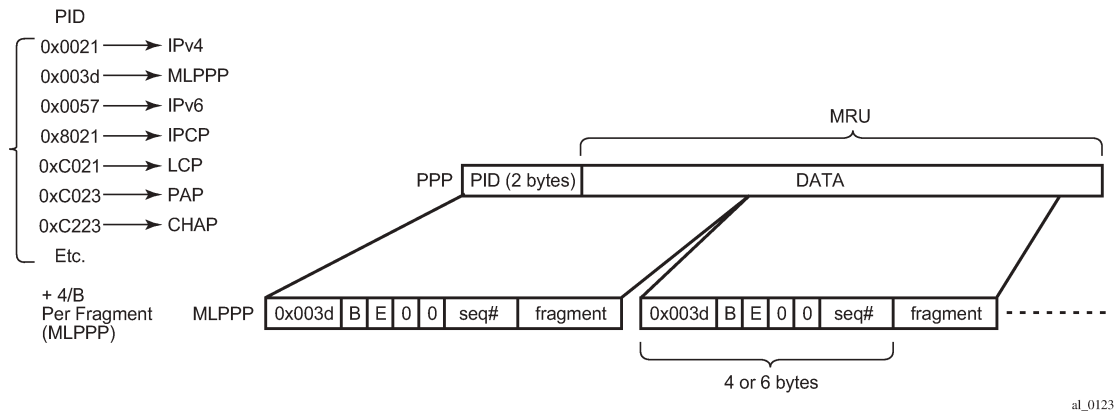 PID
0x0021 IPv4
0x003d MLPPP
0x0057 IPv6
0x8021 IPCP
0xC021 LCP
0xC023 PAP
0xC223 CHAP
Etc.
+ 4/B
Per Fragment
(MLPPP)
MRU
PPP PID (2 bytes) DATA
MLPPP 0x003d B E 0 0 seq# fragment 0x003d B E 0 0 seq# fragment
4 or 6 bytes
al_0123